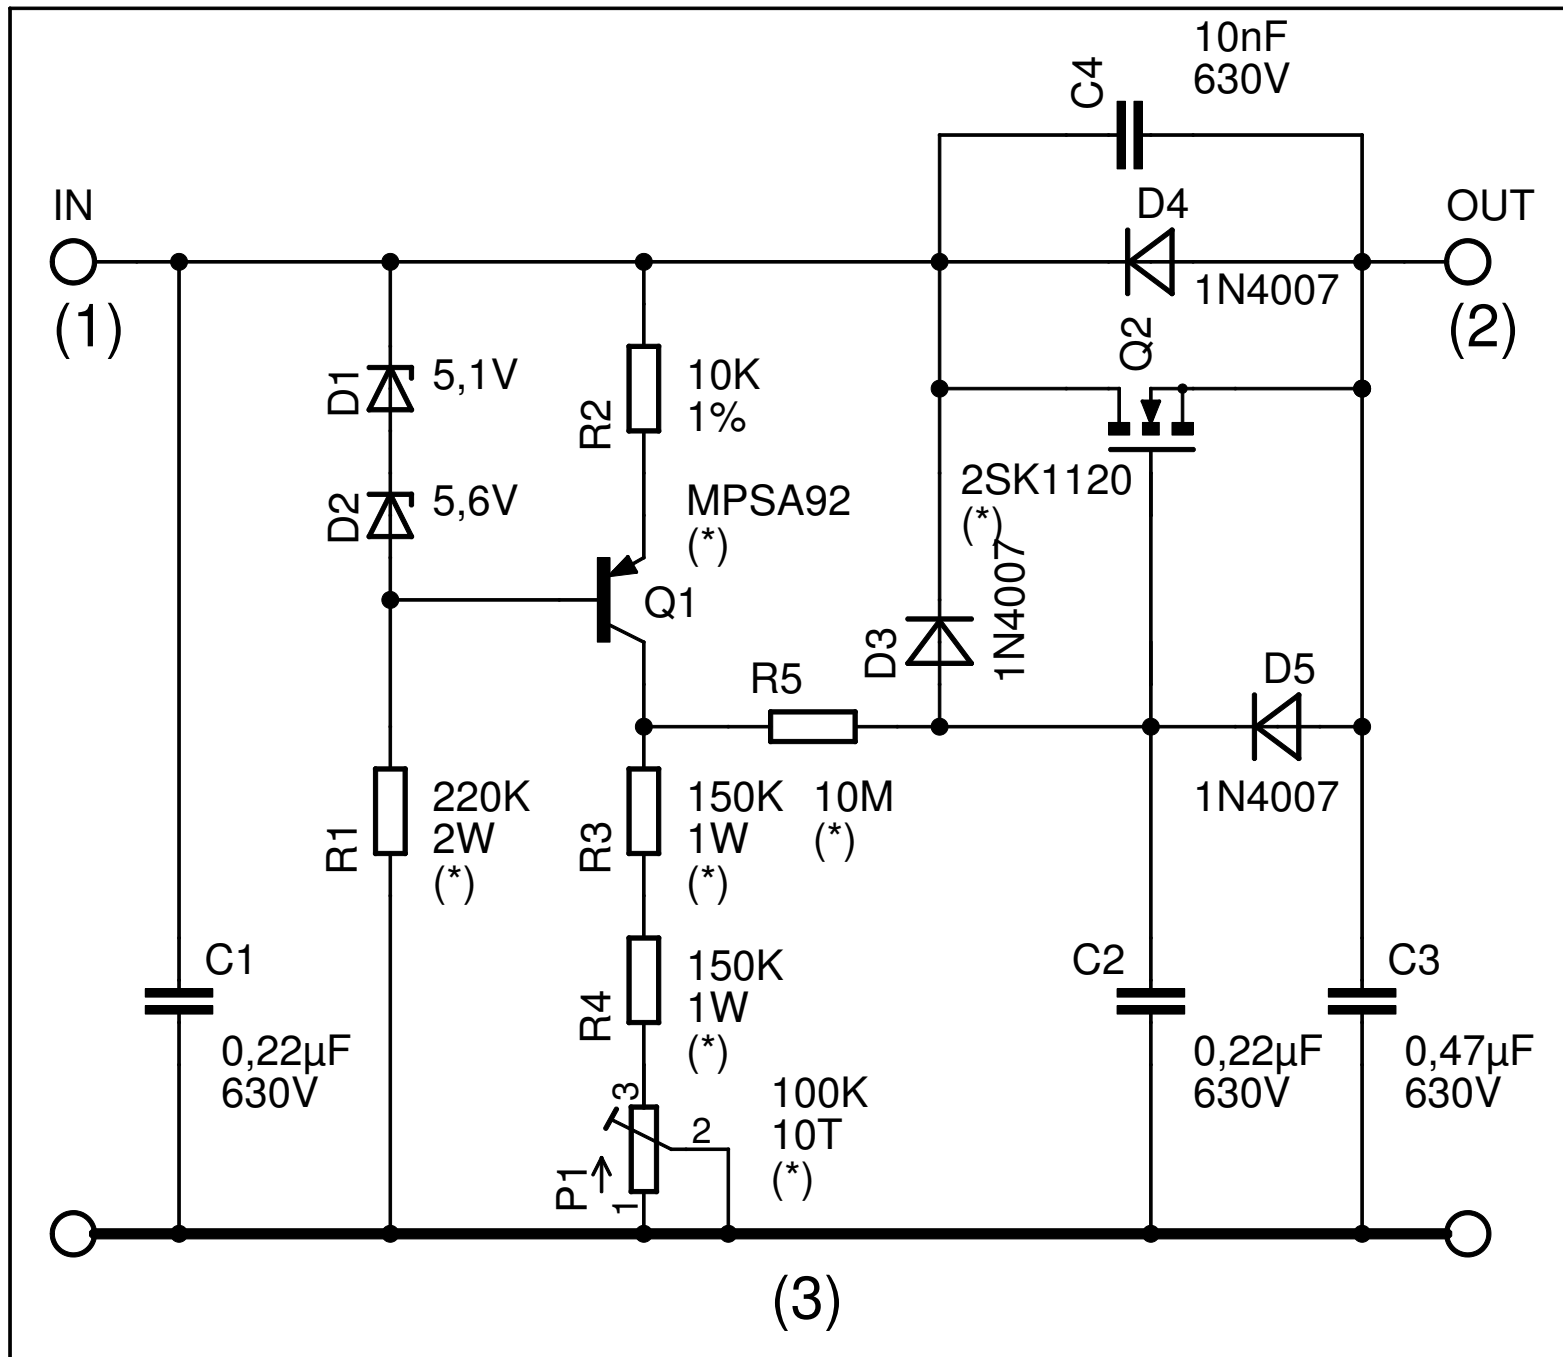 10nF
630V
C4
IN
(1)
D4
OUT
(2)
1N4007
Q2
D1
5,1V
R2
10K
1%
D2
5,6V
MPSA92
(*)
Q1
2SK1120
(*)
D3
1N4007
R5
10M
(*)
D5
1N4007
R1
220K
2W
(*)
R3
150K
1W
(*)
R4
150K
1W
(*)
C1
0,22µF
630V
C2
0,22µF
630V
C3
0,47µF
630V
P1
3
2
1
100K
10T
(*)
(3)